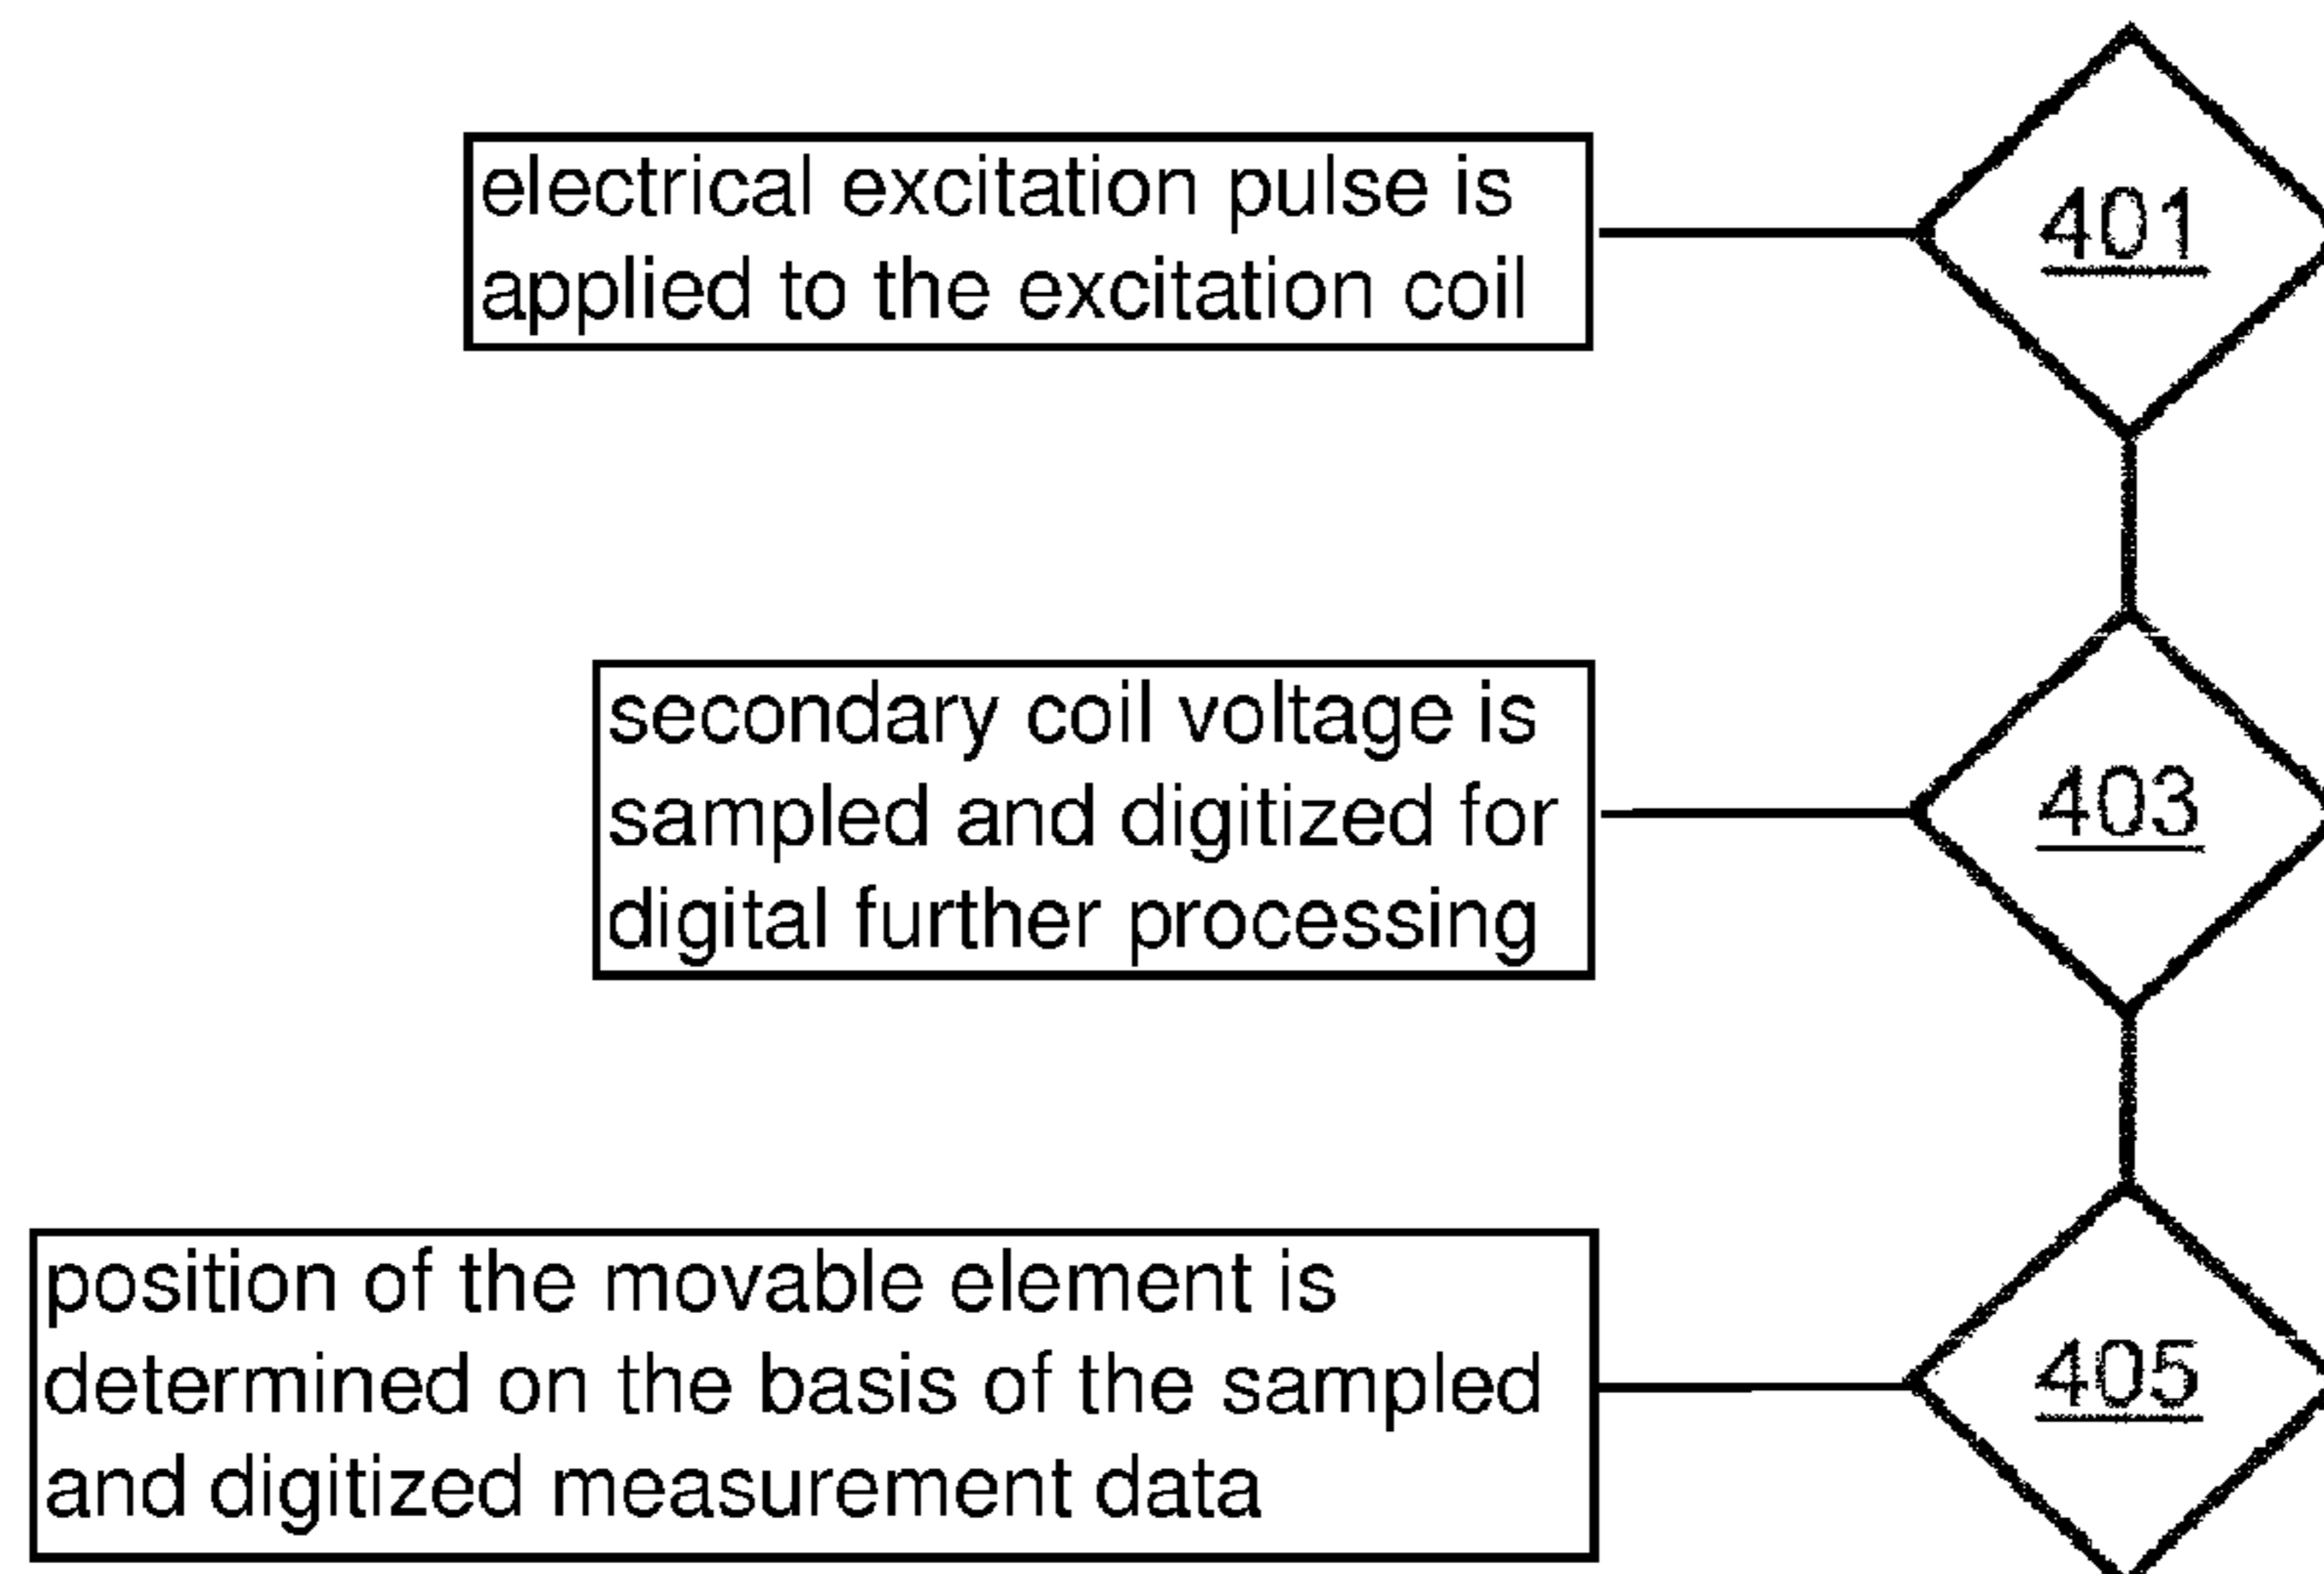 electrical excitation pulse is
applied to the excitation coil
401
secondary coil voltage is
sampled and digitized for
digital further processing
403
position of the movable element is
determined on the basis of the sampled
and digitized measurement data
405